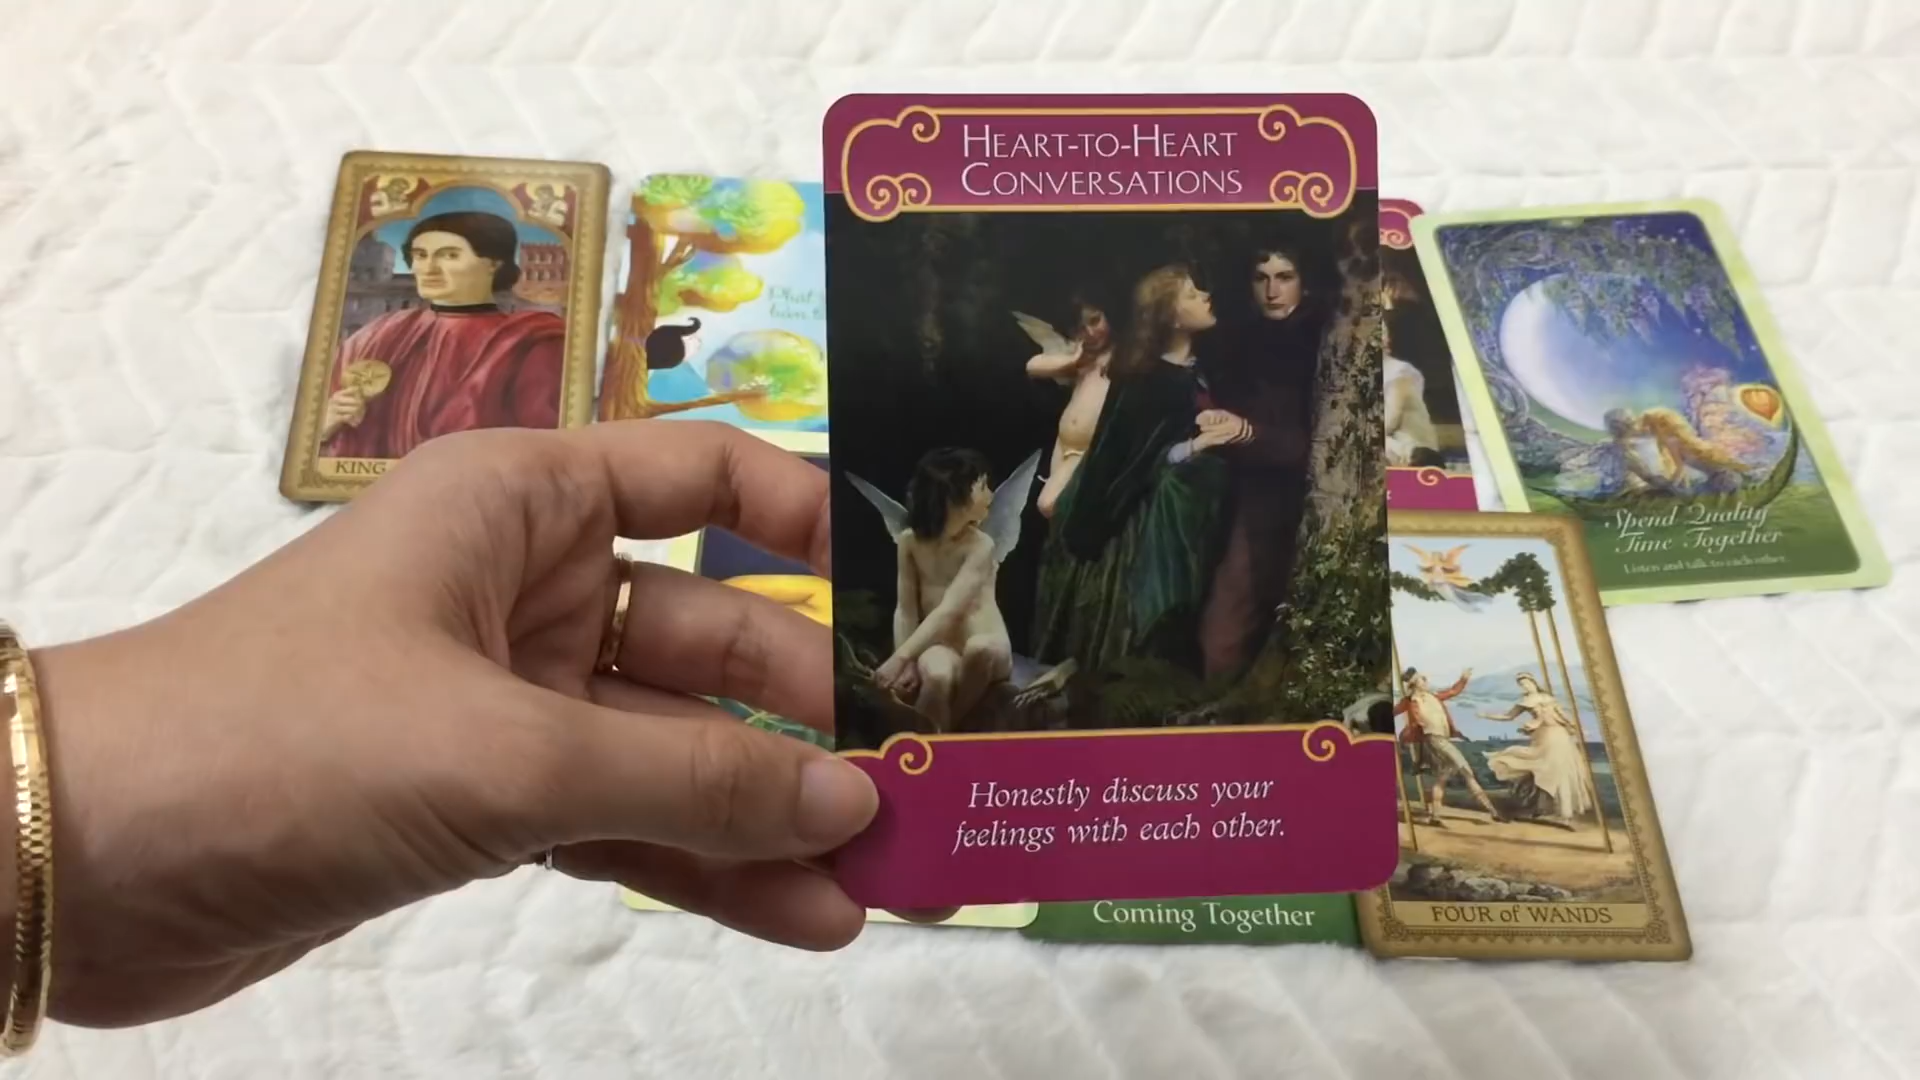 HEART-TO-HEART
CONVERSATIONS
Honestly discuss your
feelings with each other.
KING
Spend Quality
Time Together
Listen and talk to each other.
Coming Together
FOUR of WANDS